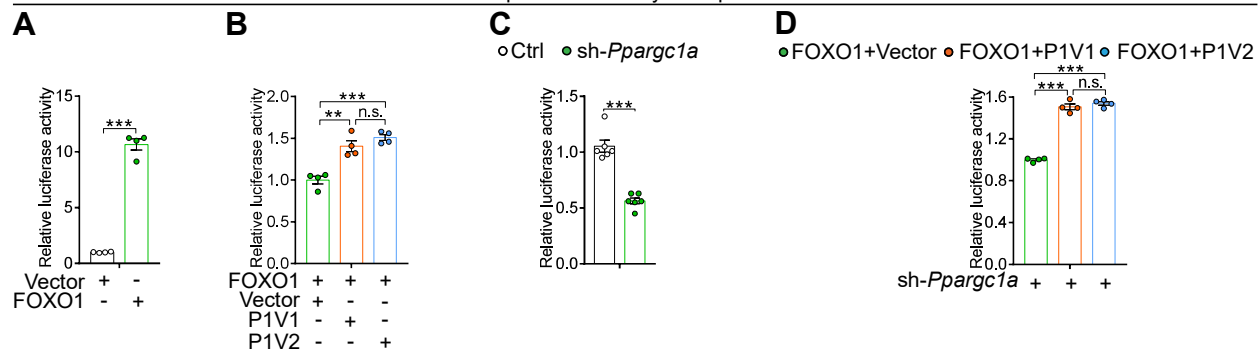 A
Relative luciferase activity
15
10
5
0
***
Vector + -
FOXO1 - +
B
Relative luciferase activity
2.0
1.5
1.0
0.5
0.0
***
** n.s.
FOXO1 + + +
Vector + - -
P1V1 - + -
P1V2 - - +
C
Ctrl sh-Ppargc1a
Relative luciferase activity
1.5
1.0
0.5
0.0
***
D
FOXO1+Vector FOXO1+P1V1 FOXO1+P1V2
Relative luciferase activity
1.6
1.2
0.8
0.4
0.0
***
*** n.s.
sh-Ppargc1a + + +